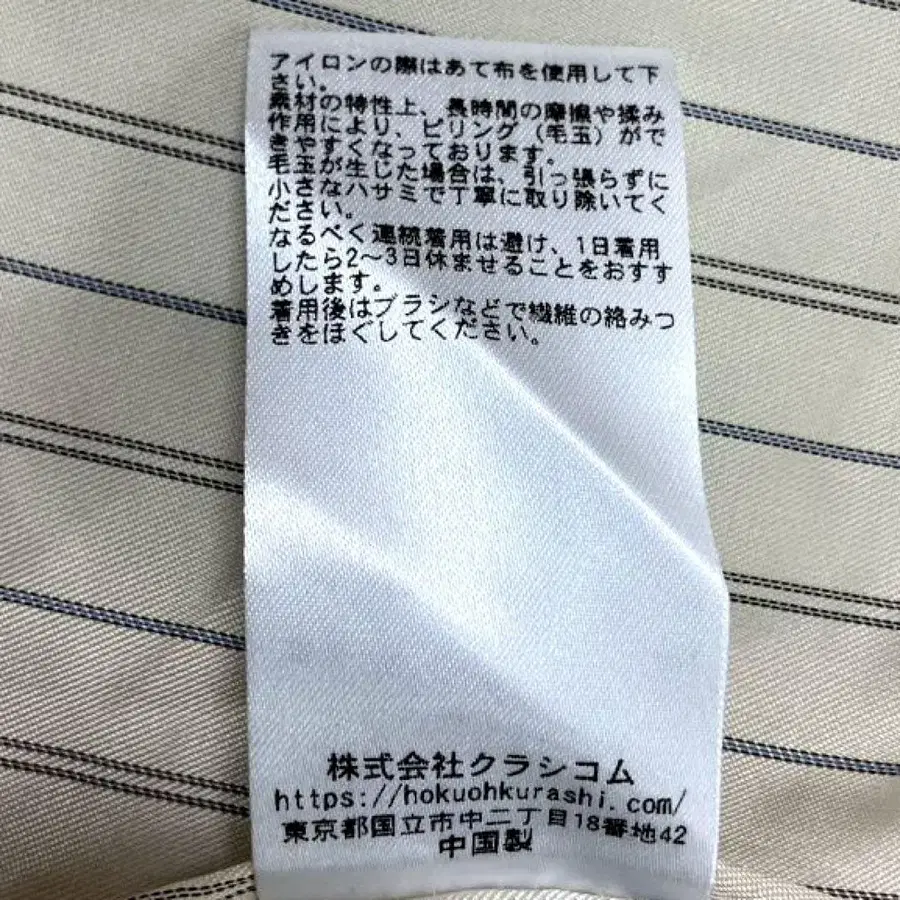 アイロンの際はあて布を使用して下
さい。
素材の特性上、長時間の摩擦や揉み
作用により、ピリング（毛玉）がで
きやすくなっております。
毛玉が生じた場合は、引っ張らずに
小さなハサミで丁寧に取り除いてく
ださい。
なるべく連続着用は避け、1日着用
したら2〜3日休ませることをおすす
めします。
着用後はブラシなどで繊維の絡みつ
きをほぐしてください。
株式会社クラシコム
https://hokuohkurashi.com/
東京都国立市中二丁目18番地42
中国製